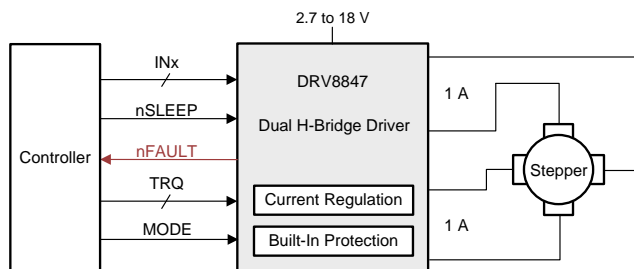 2.7 to 18 V
Controller
INx
nSLEEP
nFAULT
TRQ
MODE
DRV8847
Dual H-Bridge Driver
Current Regulation
Built-In Protection
1 A
1 A
Stepper